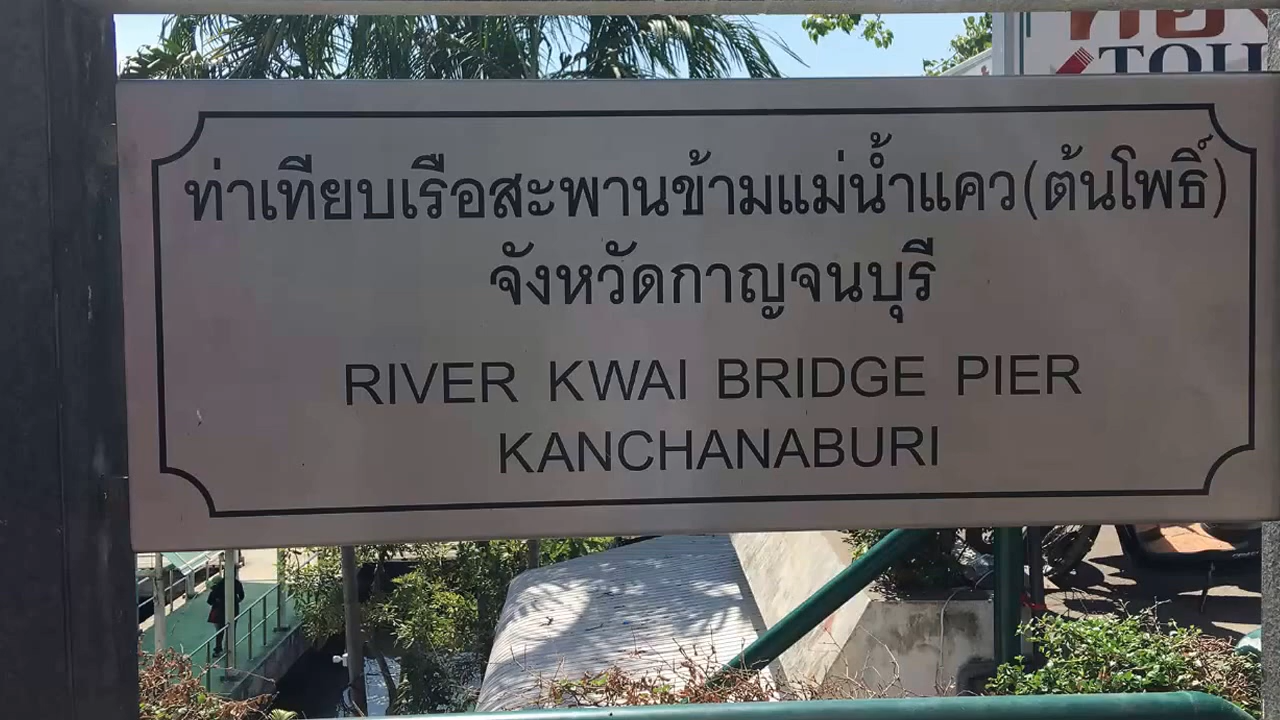 TOU
ท่าเทียบเรือสะพานข้ามแม่น้ำแคว(ต้นโพธิ์)
จังหวัดกาญจนบุรี
RIVER KWAI BRIDGE PIER
KANCHANABURI